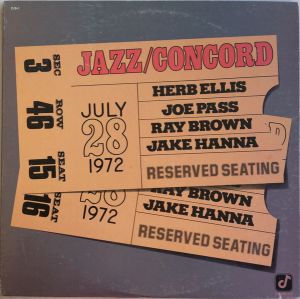 JAZZ/CONCORD
SEC 3
ROW 46
SEAT 15
JULY
28
1972
HERB ELLIS
JOE PASS
RAY BROWN
JAKE HANNA
RESERVED SEATING
SEAT 16
28
1972
RAY BROWN
JAKE HANNA
RESERVED SEATING